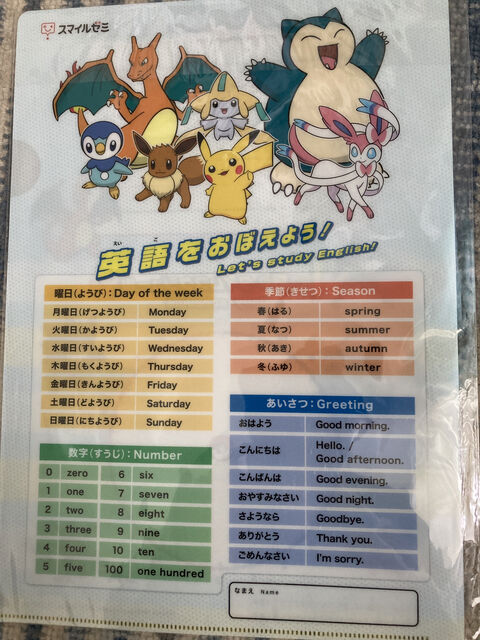 スマイルゼミ
英語をおぼえよう!
えい ご
Let's study English!
曜日(ようび):Day of the week
月曜日(げつようび) Monday
火曜日(かようび) Tuesday
水曜日(すいようび) Wednesday
木曜日(もくようび) Thursday
金曜日(きんようび) Friday
土曜日(どようび) Saturday
日曜日(にちようび) Sunday
数字(すうじ):Number
0 zero 6 six
1 one 7 seven
2 two 8 eight
3 three 9 nine
4 four 10 ten
5 five 100 one hundred
季節(きせつ):Season
春(はる) spring
夏(なつ) summer
秋(あき) autumn
冬(ふゆ) winter
あいさつ:Greeting
おはよう Good morning.
こんにちは Hello. /
Good afternoon.
こんばんは Good evening.
おやすみなさい Good night.
さようなら Goodbye.
ありがとう Thank you.
ごめんなさい I'm sorry.
なまえ Name